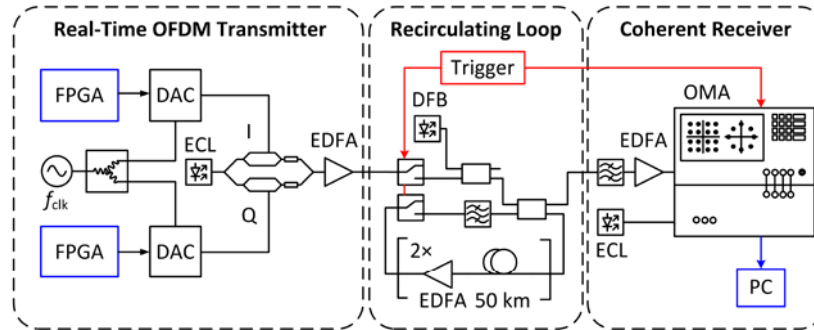 Real-Time OFDM Transmitter
Recirculating Loop
Coherent Receiver
FPGA
DAC
I
ECL
EDFA
fclk
Q
FPGA
DAC
Trigger
DFB
2×
EDFA 50 km
OMA
EDFA
ECL
PC